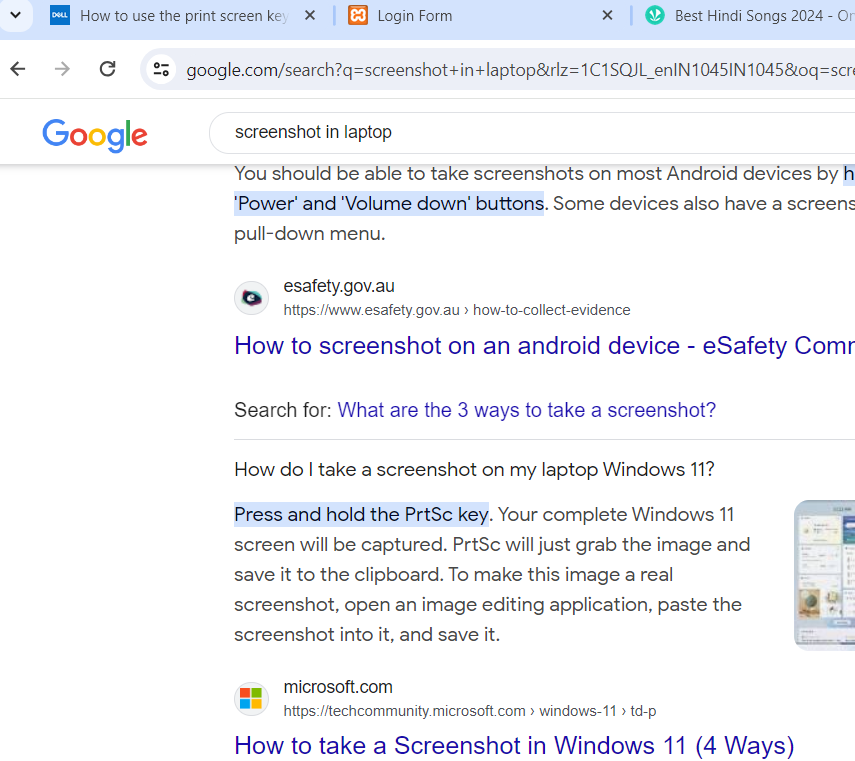 DELL How to use the print screen key
Login Form
Best Hindi Songs 2024 - On
google.com/search?q=screenshot+in+laptop&rlz=1C1SQJL_enIN1045IN1045&oq=scre
Google
screenshot in laptop
You should be able to take screenshots on most Android devices by h
'Power' and 'Volume down' buttons. Some devices also have a screens
pull-down menu.
esafety.gov.au
https://www.esafety.gov.au › how-to-collect-evidence
How to screenshot on an android device - eSafety Comm
Search for: What are the 3 ways to take a screenshot?
How do I take a screenshot on my laptop Windows 11?
Press and hold the PrtSc key. Your complete Windows 11
screen will be captured. PrtSc will just grab the image and
save it to the clipboard. To make this image a real
screenshot, open an image editing application, paste the
screenshot into it, and save it.
microsoft.com
https://techcommunity.microsoft.com › windows-11 › td-p
How to take a Screenshot in Windows 11 (4 Ways)